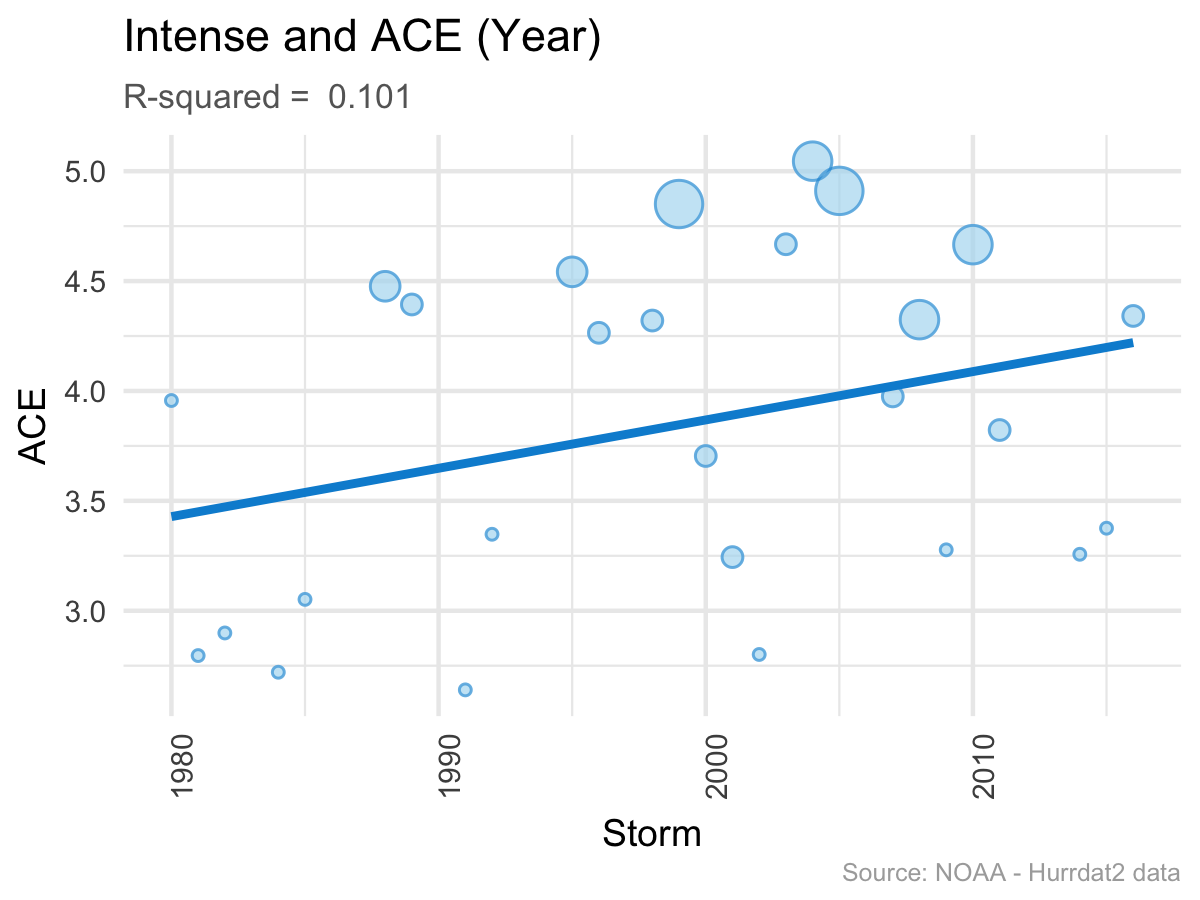 Intense and ACE (Year)
R-squared =  0.101
5.0
4.5
4.0
3.5
3.0
ACE
1980
1990
2000
2010
Storm
Source: NOAA - Hurrdat2 data